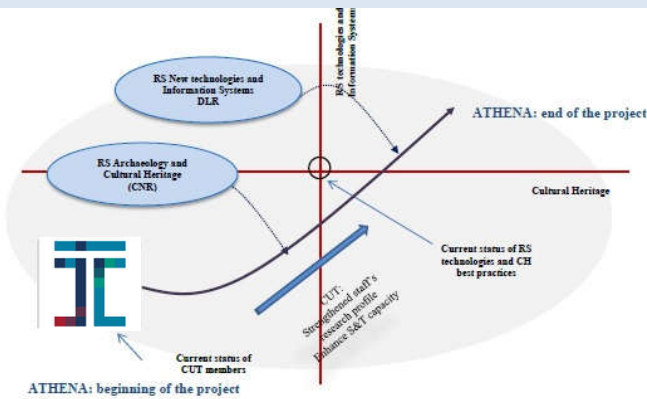 RS technologies and
Information Systems
RS New technologies and
Information Systems
DLR
ATHENA: end of the project
RS Archaeology and
Cultural Heritage
(CNR)
Cultural Heritage
Current status of RS
technologies and CH
best practices
CUT:
Strengthened staff's
research profile
Enhance S&T capacity
Current status of
CUT members
ATHENA: beginning of the project